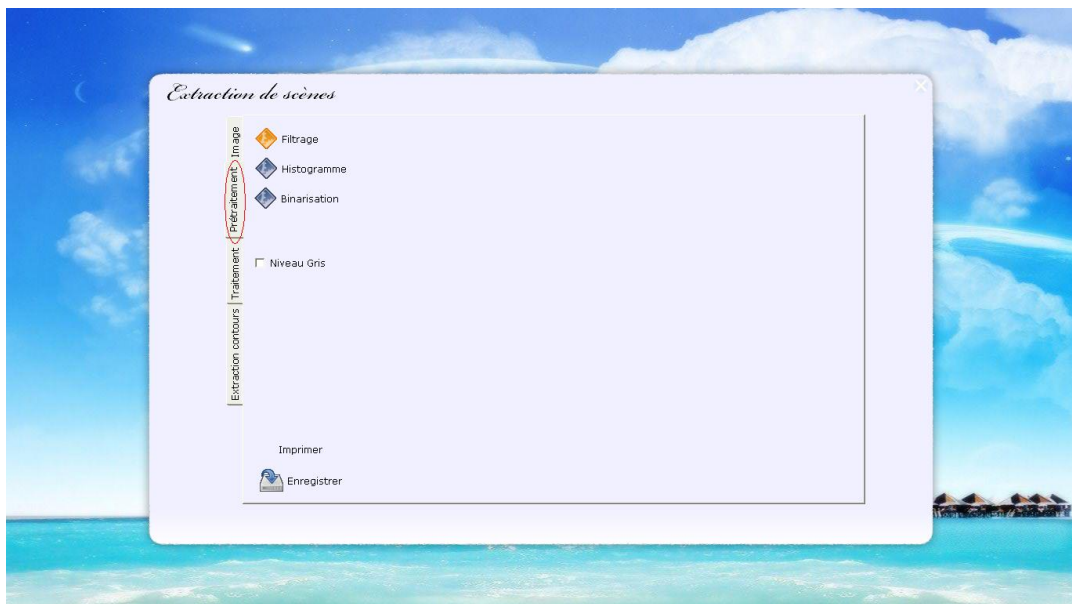 Extraction de scènes
Image
Prétraitement
Traitement
Extraction contours
Filtrage
Histogramme
Binarisation
Niveau Gris
Imprimer
Enregistrer